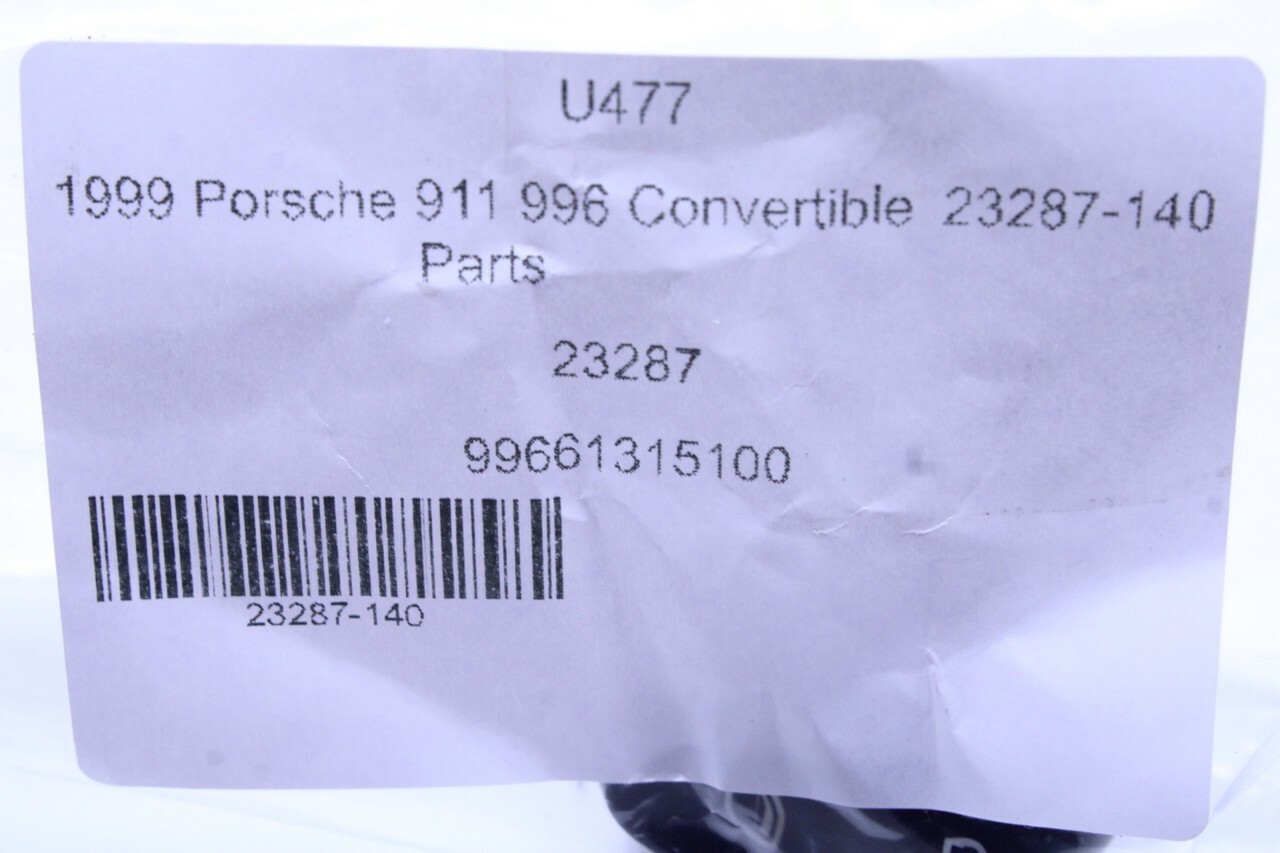 U477
1999 Porsche 911 996 Convertible 23287-140
Parts
23287
99661315100
23287-140